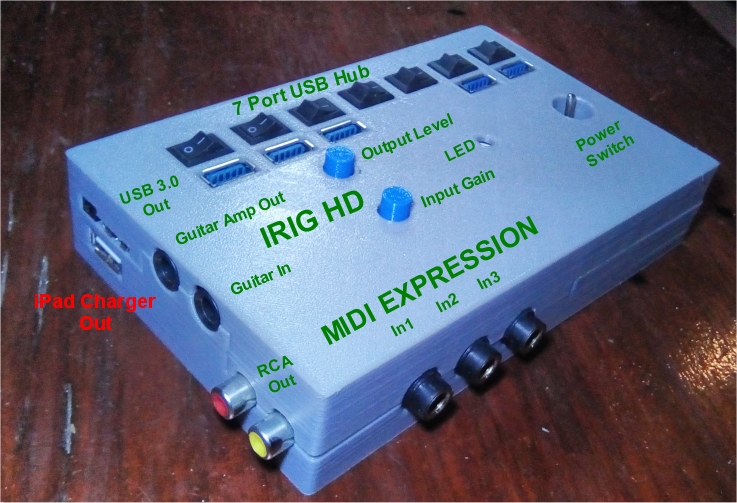 7 Port USB Hub
Output Level
LED
Power
Switch
USB 3.0
Out
Guitar Amp Out
IRIG HD
Input Gain
Guitar In
iPad Charger
Out
MIDI EXPRESSION
In1
In2
In3
RCA
Out